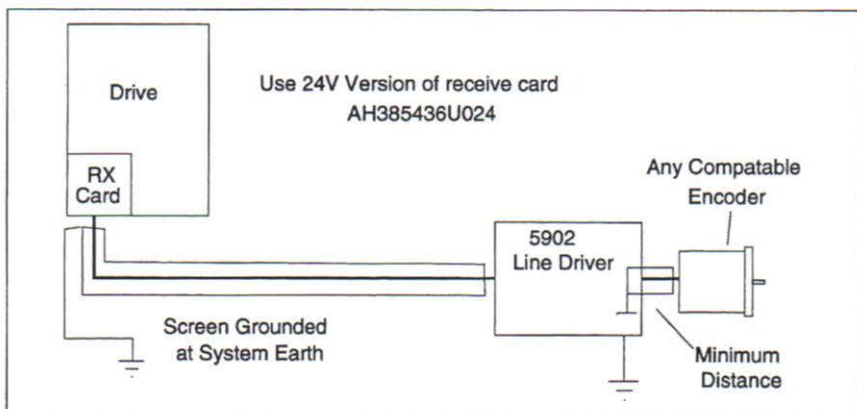 Drive
Use 24V Version of receive card
AH385436U024
RX
Card
Any Compatable
Encoder
5902
Line Driver
Screen Grounded
at System Earth
Minimum
Distance